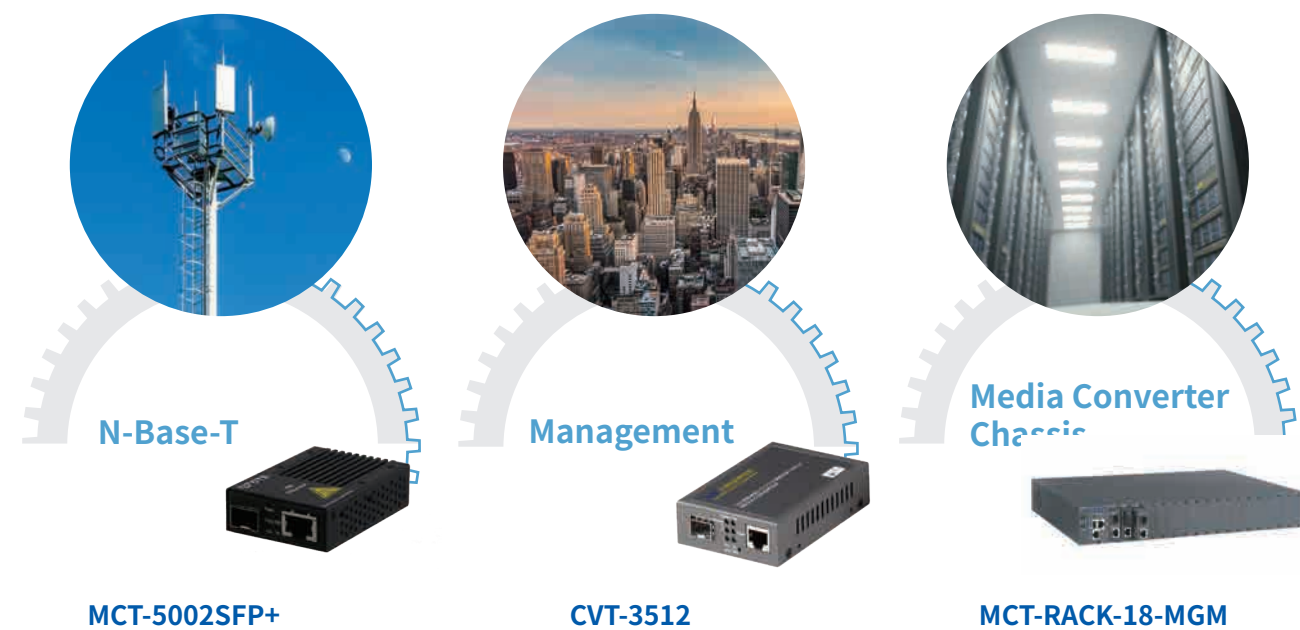 N-Base-T
Management
Media Converter
Chassis
MCT-5002SFP+
CVT-3512
MCT-RACK-18-MGM